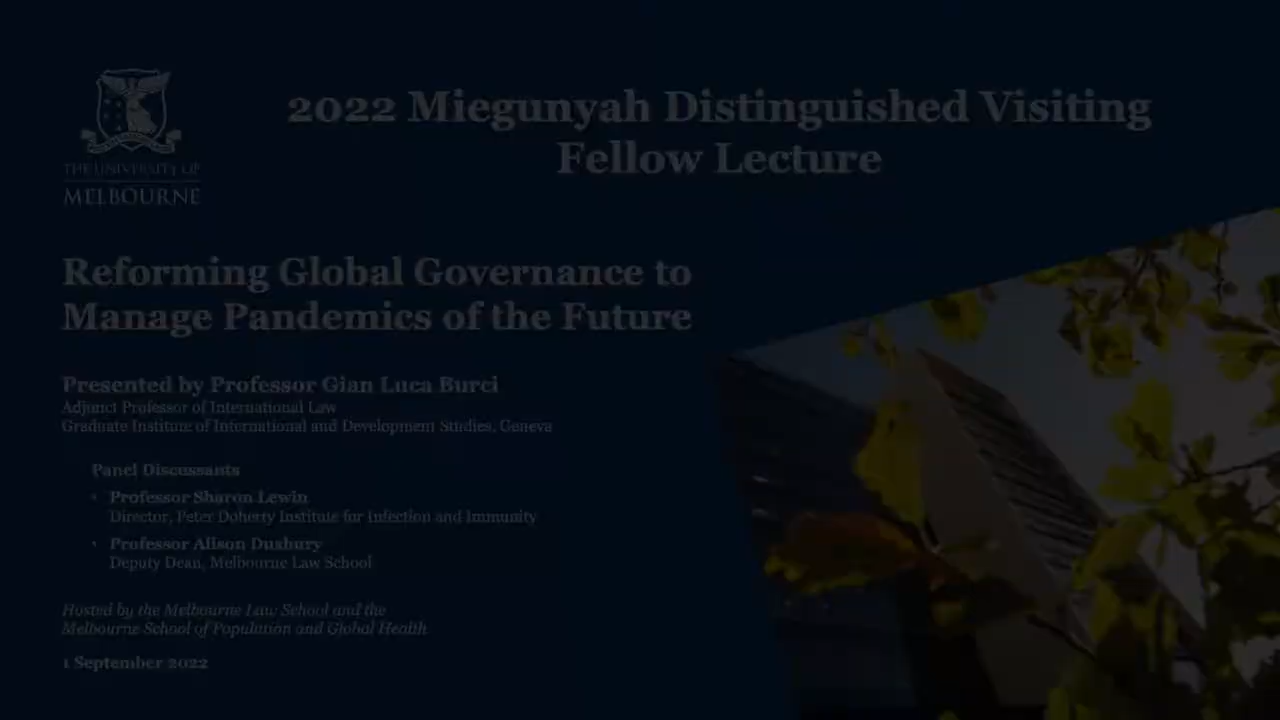 2022 Miegunyah Distinguished Visiting
Fellow Lecture
THE UNIVERSITY OF
MELBOURNE
Reforming Global Governance to
Manage Pandemics of the Future
Presented by Professor Gian Luca Burci
Adjunct Professor of International Law
Graduate Institute of International and Development Studies, Geneva
Panel Discussants
• Professor Sharon Lewin
Director, Peter Doherty Institute for Infection and Immunity
• Professor Alison Duxbury
Deputy Dean, Melbourne Law School
Hosted by the Melbourne Law School and the
Melbourne School of Population and Global Health
1 September 2022